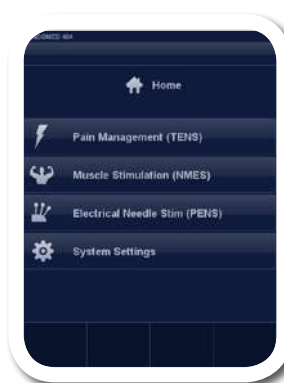 Home
Pain Management (TENS)
Muscle Stimulation (NMES)
Electrical Needle Stim (PENS)
System Settings